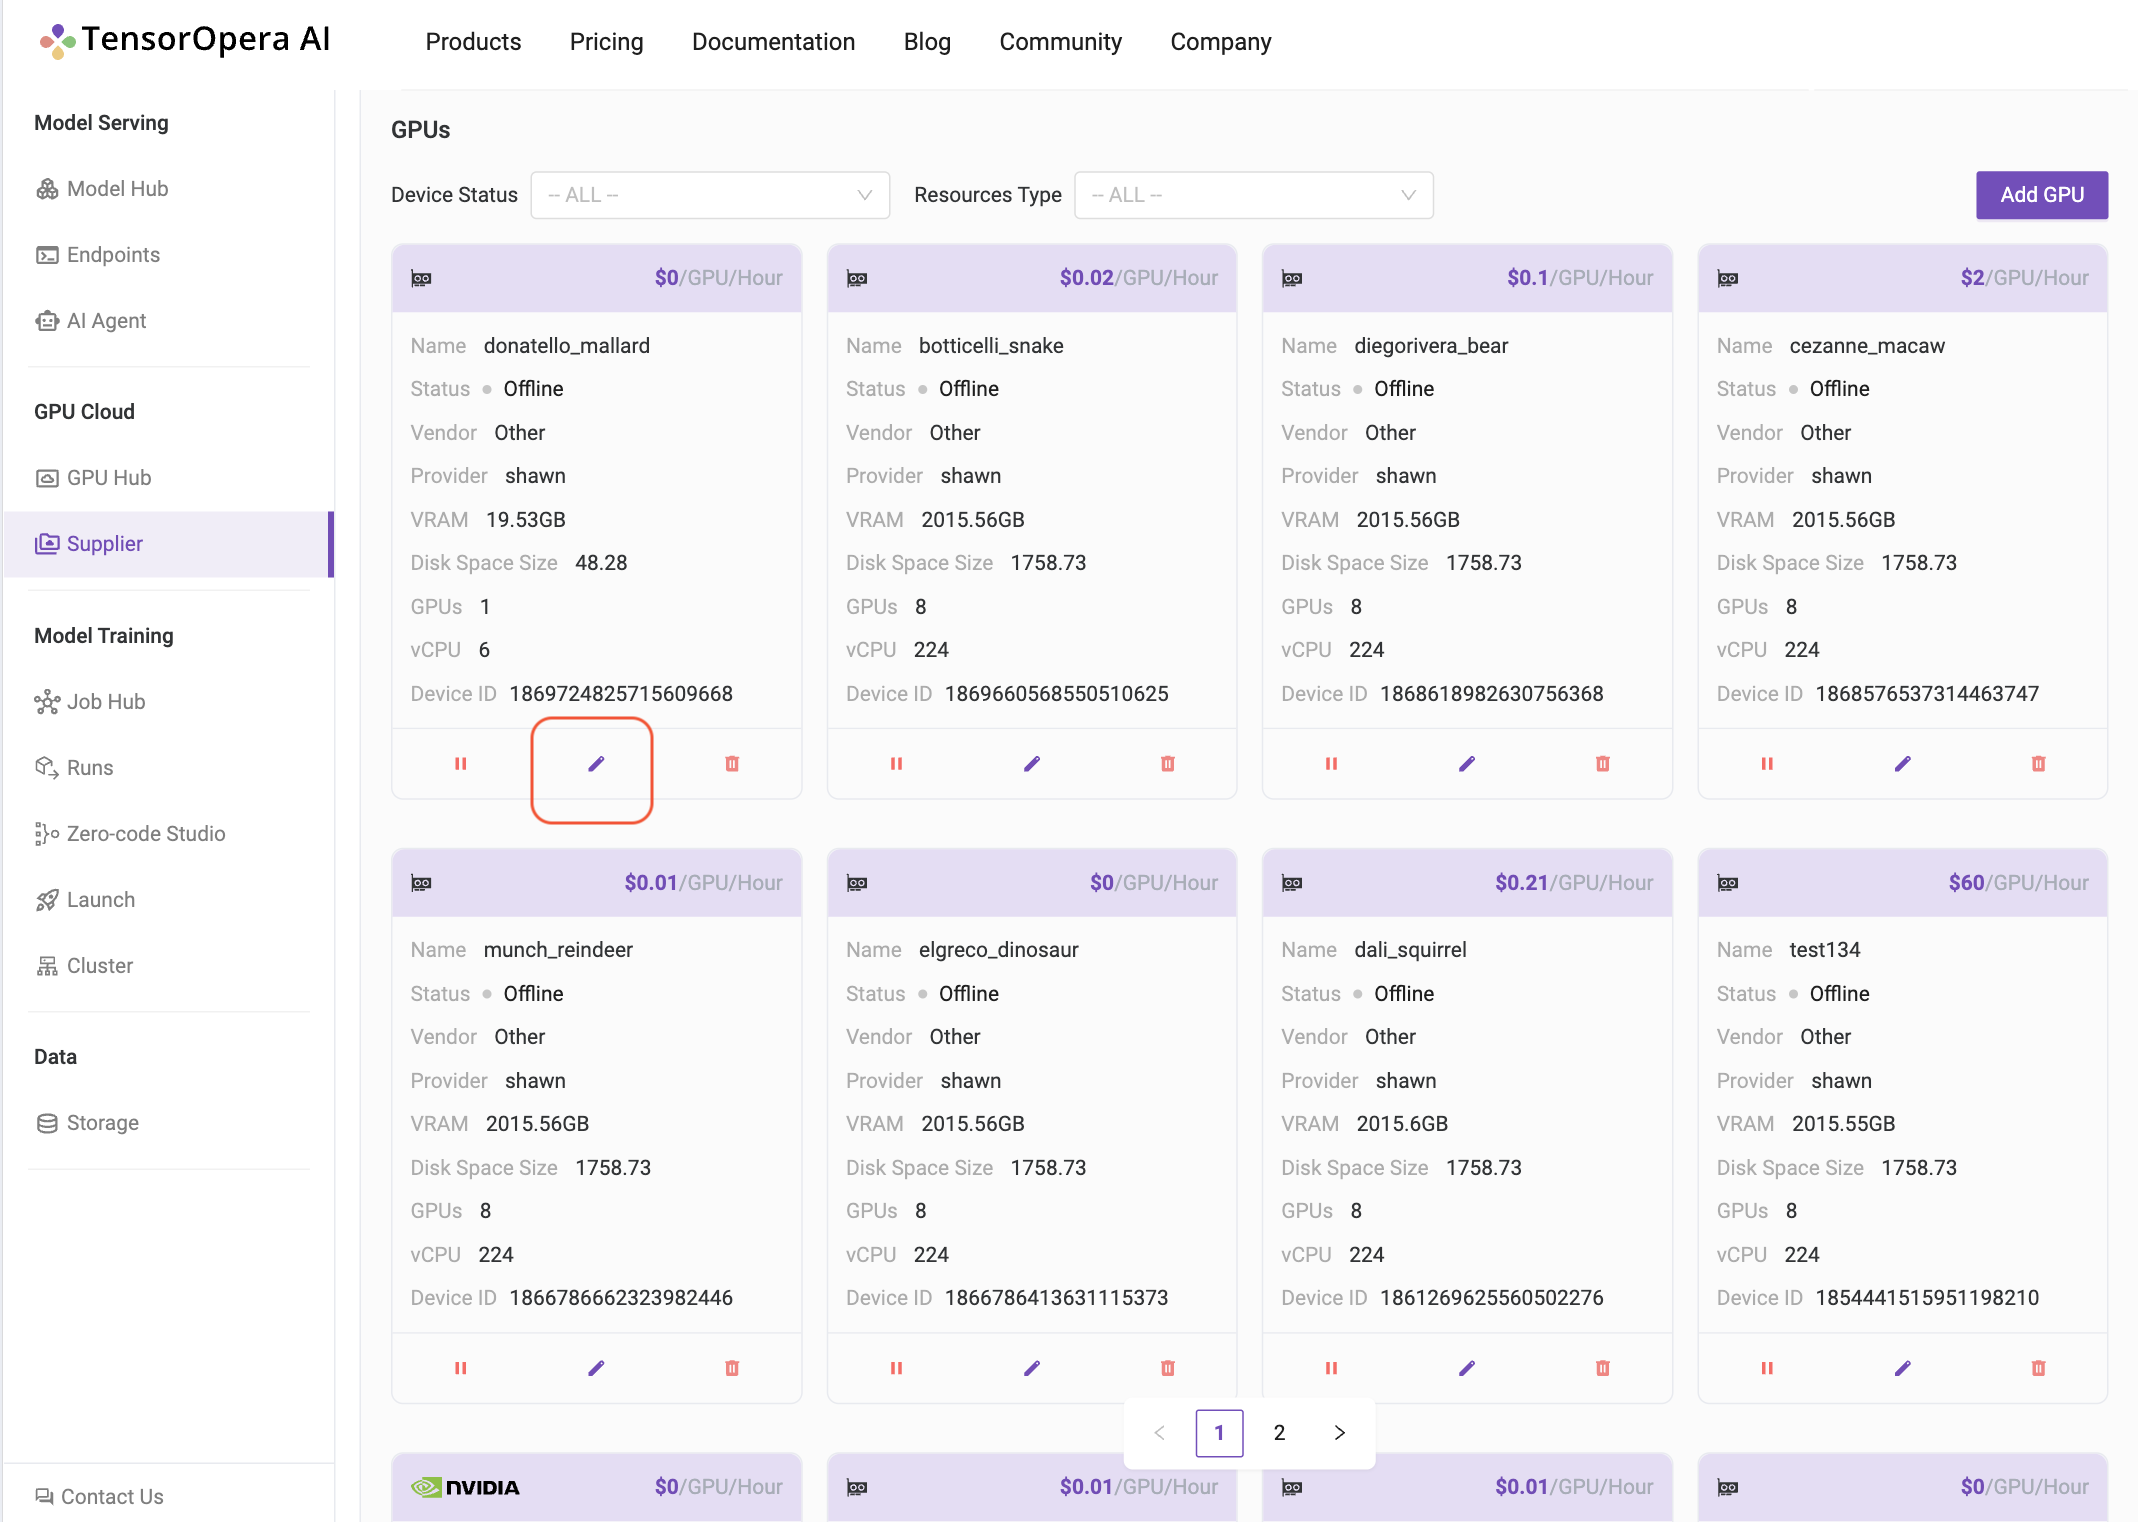 TensorOpera AI
Products Pricing Documentation Blog Community Company
Model Serving
Model Hub
Endpoints
AI Agent
GPU Cloud
GPU Hub
Supplier
Model Training
Job Hub
Runs
Zero-code Studio
Launch
Cluster
Data
Storage
Contact Us
GPUs
Device Status -- ALL -- Resources Type -- ALL -- Add GPU
$0/GPU/Hour
Name donatello_mallard
Status Offline
Vendor Other
Provider shawn
VRAM 19.53GB
Disk Space Size 48.28
GPUs 1
vCPU 6
Device ID 1869724825715609668
$0.02/GPU/Hour
Name botticelli_snake
Status Offline
Vendor Other
Provider shawn
VRAM 2015.56GB
Disk Space Size 1758.73
GPUs 8
vCPU 224
Device ID 1869660568550510625
$0.1/GPU/Hour
Name diegorivera_bear
Status Offline
Vendor Other
Provider shawn
VRAM 2015.56GB
Disk Space Size 1758.73
GPUs 8
vCPU 224
Device ID 1868618982630756368
$2/GPU/Hour
Name cezanne_macaw
Status Offline
Vendor Other
Provider shawn
VRAM 2015.56GB
Disk Space Size 1758.73
GPUs 8
vCPU 224
Device ID 1868576537314463747
$0.01/GPU/Hour
Name munch_reindeer
Status Offline
Vendor Other
Provider shawn
VRAM 2015.56GB
Disk Space Size 1758.73
GPUs 8
vCPU 224
Device ID 1866786662323982446
$0/GPU/Hour
Name elgreco_dinosaur
Status Offline
Vendor Other
Provider shawn
VRAM 2015.56GB
Disk Space Size 1758.73
GPUs 8
vCPU 224
Device ID 1866786413631115373
$0.21/GPU/Hour
Name dali_squirrel
Status Offline
Vendor Other
Provider shawn
VRAM 2015.6GB
Disk Space Size 1758.73
GPUs 8
vCPU 224
Device ID 1861269625560502276
$60/GPU/Hour
Name test134
Status Offline
Vendor Other
Provider shawn
VRAM 2015.55GB
Disk Space Size 1758.73
GPUs 8
vCPU 224
Device ID 1854441515951198210
< 1 2 >
NVIDIA $0/GPU/Hour
$0.01/GPU/Hour
$0.01/GPU/Hour
$0/GPU/Hour